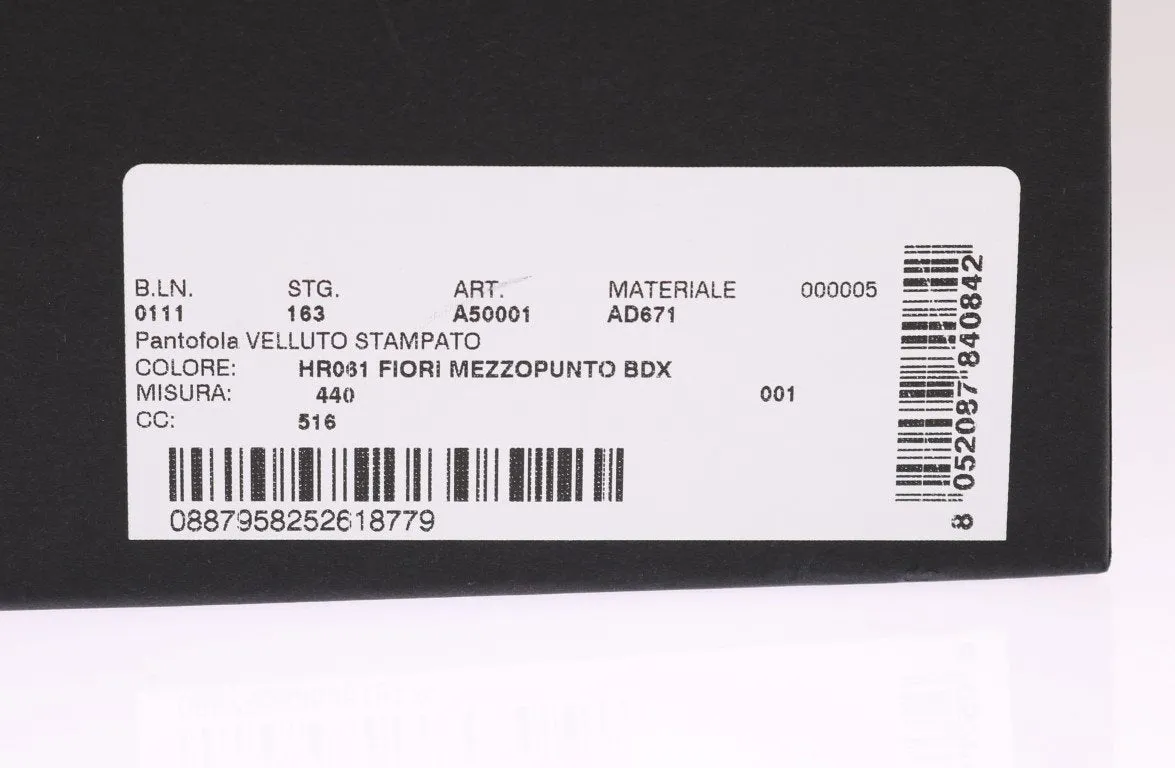 B.LN. STG. ART. MATERIALE 000005
0111 163 A50001 AD671
Pantofola VELLUTO STAMPATO
COLORE: HR061 FIORI MEZZOPUNTO BDX
MISURA: 440 001
CC: 516
0887958252618779
8 052087 840842